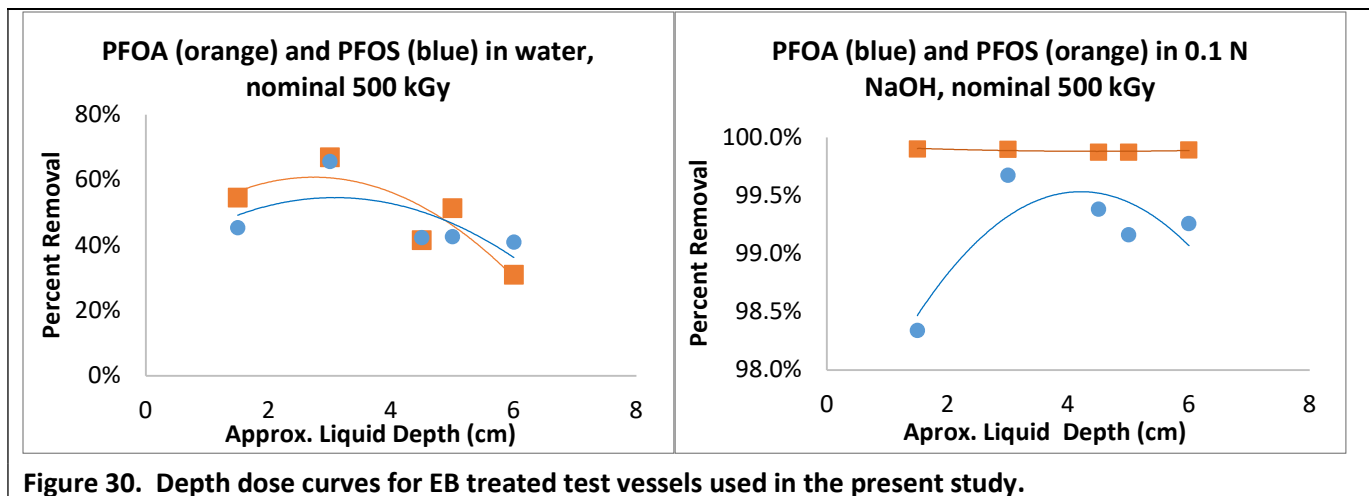 PFOA (orange) and PFOS (blue) in water,
nominal 500 kGy
80%
60%
40%
20%
0%
Percent Removal
0 2 4 6 8
Approx. Liquid Depth (cm)
PFOA (blue) and PFOS (orange) in 0.1 N
NaOH, nominal 500 kGy
100.0%
99.5%
99.0%
98.5%
98.0%
Percent Removal
0 2 4 6 8
Aprox. Liquid Depth (cm)
Figure 30. Depth dose curves for EB treated test vessels used in the present study.